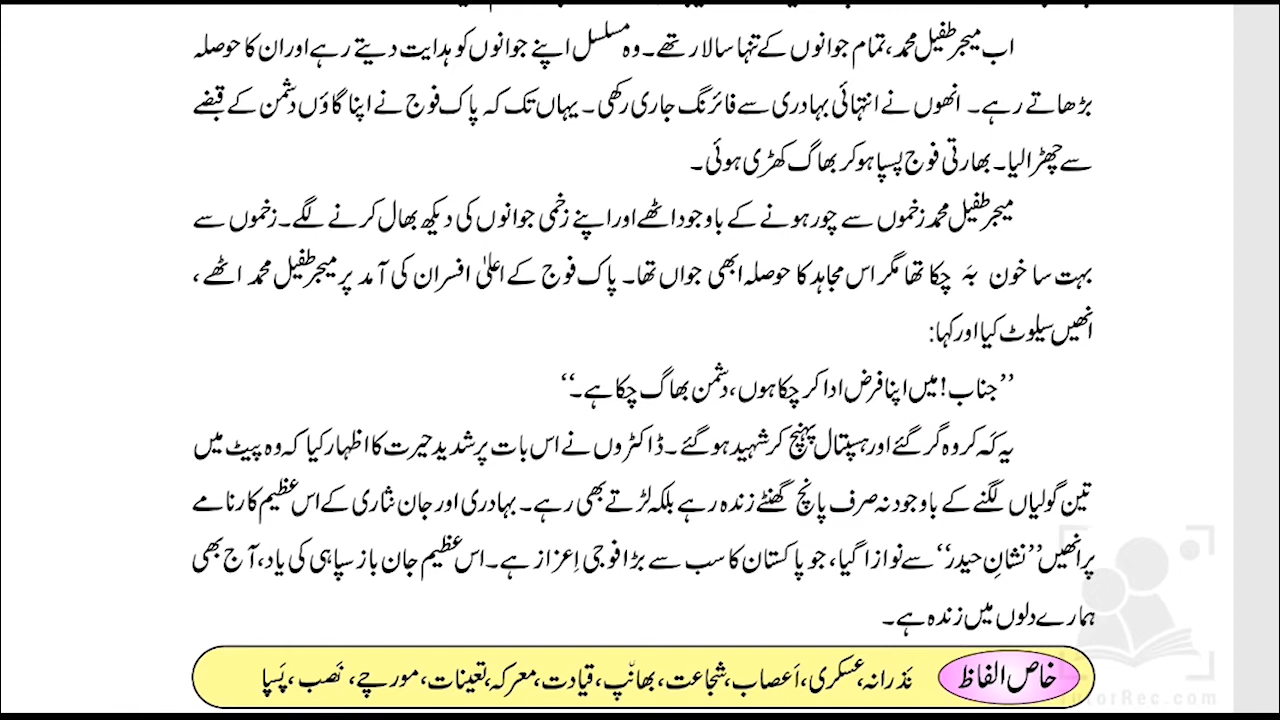 اب میجر طفیل محمد، تمام جوانوں کے تنہا سالار تھے۔ وہ مسلسل اپنے جوانوں کو ہدایت دیتے رہے اور ان کا حوصلہ
بڑھاتے رہے۔ انھوں نے انتہائی بہادری سے فائرنگ جاری رکھی۔ یہاں تک کہ پاک فوج نے اپنا گاؤں دشمن کے قبضے
سے چھڑا لیا۔ بھارتی فوج پسپا ہو کر بھاگ کھڑی ہوئی۔
میجر طفیل محمد زخموں سے چور ہونے کے باوجود اٹھے اور اپنے زخمی جوانوں کی دیکھ بھال کرنے لگے۔ زخموں سے
بہت سا خون بہَ چکا تھا مگر اس مجاہد کا حوصلہ ابھی جواں تھا۔ پاک فوج کے اعلیٰ افسران کی آمد پر میجر طفیل محمد اٹھے،
انھیں سیلوٹ کیا اور کہا:
”جناب! میں اپنا فرض ادا کر چکا ہوں، دشمن بھاگ چکا ہے۔“
یہ کَہ کر وہ گر گئے اور ہسپتال پہنچ کر شہید ہو گئے۔ ڈاکٹروں نے اس بات پر شدید حیرت کا اظہار کیا کہ وہ پیٹ میں
تین گولیاں لگنے کے باوجود نہ صرف پانچ گھنٹے زندہ رہے بلکہ لڑتے بھی رہے۔ بہادری اور جان نثاری کے اس عظیم کارنامے
پر انھیں ”نشانِ حیدر“ سے نوازا گیا، جو پاکستان کا سب سے بڑا فوجی اِعزاز ہے۔ اس عظیم جان باز سپاہی کی یاد، آج بھی
ہمارے دلوں میں زندہ ہے۔
خاص الفاظ نَذرانہ، عسکری، اَعصاب، شجاعت، بھانپ، قیادت، معرکہ، تعینات، مورچے، نَصب، پَسپا